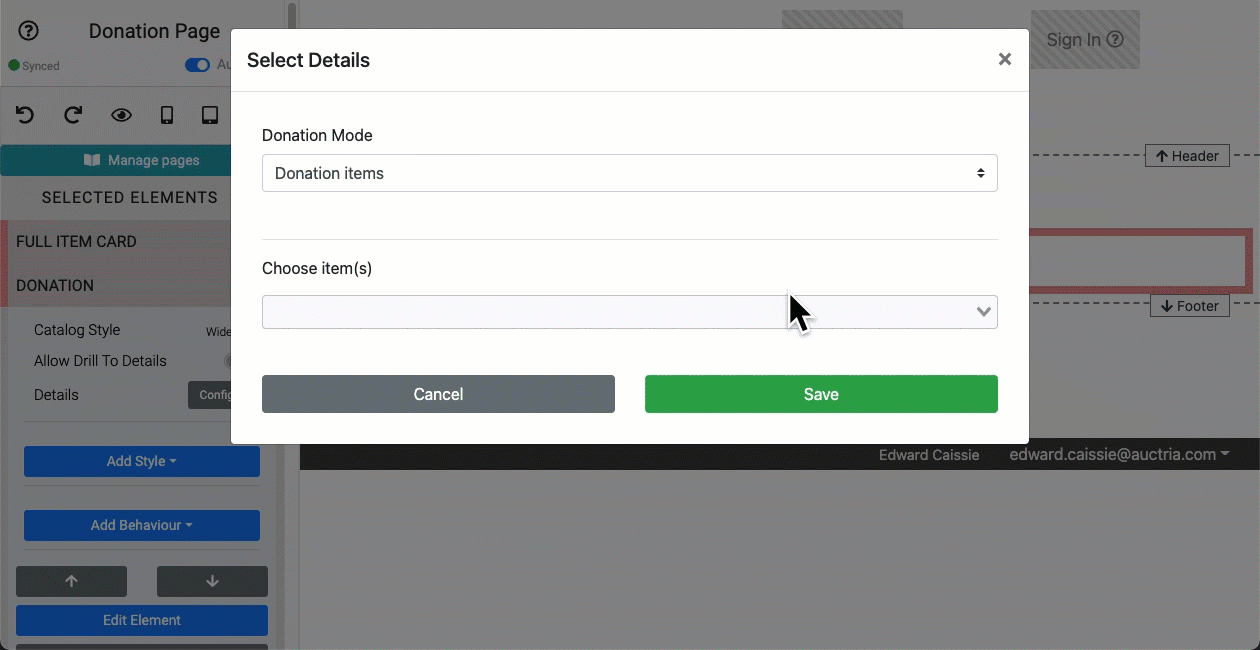 Donation Page
Synced
Au
Manage pages
SELECTED ELEMENTS
FULL ITEM CARD
DONATION
Catalog Style
Wide
Allow Drill To Details
Details
Config
Add Style
Add Behaviour
Edit Element
Select Details
×
Donation Mode
Donation items
Choose item(s)
Cancel
Save
Sign In
Header
Footer
Edward Caissie
edward.caissie@auctria.com